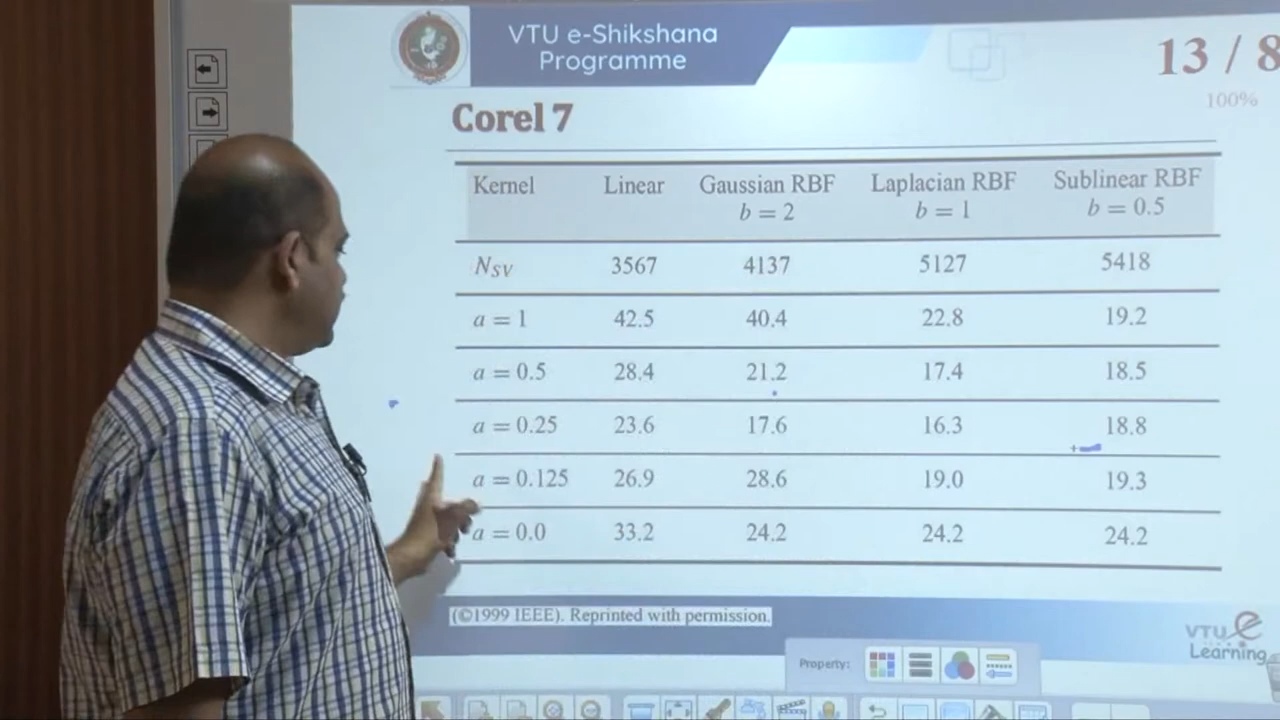 VTU e-Shikshana
Programme
13 / 8
100%
Corel 7
Kernel Linear Gaussian RBF b = 2 Laplacian RBF b = 1 Sublinear RBF b = 0.5
N_SV 3567 4137 5127 5418
a = 1 42.5 40.4 22.8 19.2
a = 0.5 28.4 21.2 17.4 18.5
a = 0.25 23.6 17.6 16.3 18.8
a = 0.125 26.9 28.6 19.0 19.3
a = 0.0 33.2 24.2 24.2 24.2
(©1999 IEEE). Reprinted with permission.
VTU e
Learning
Property: